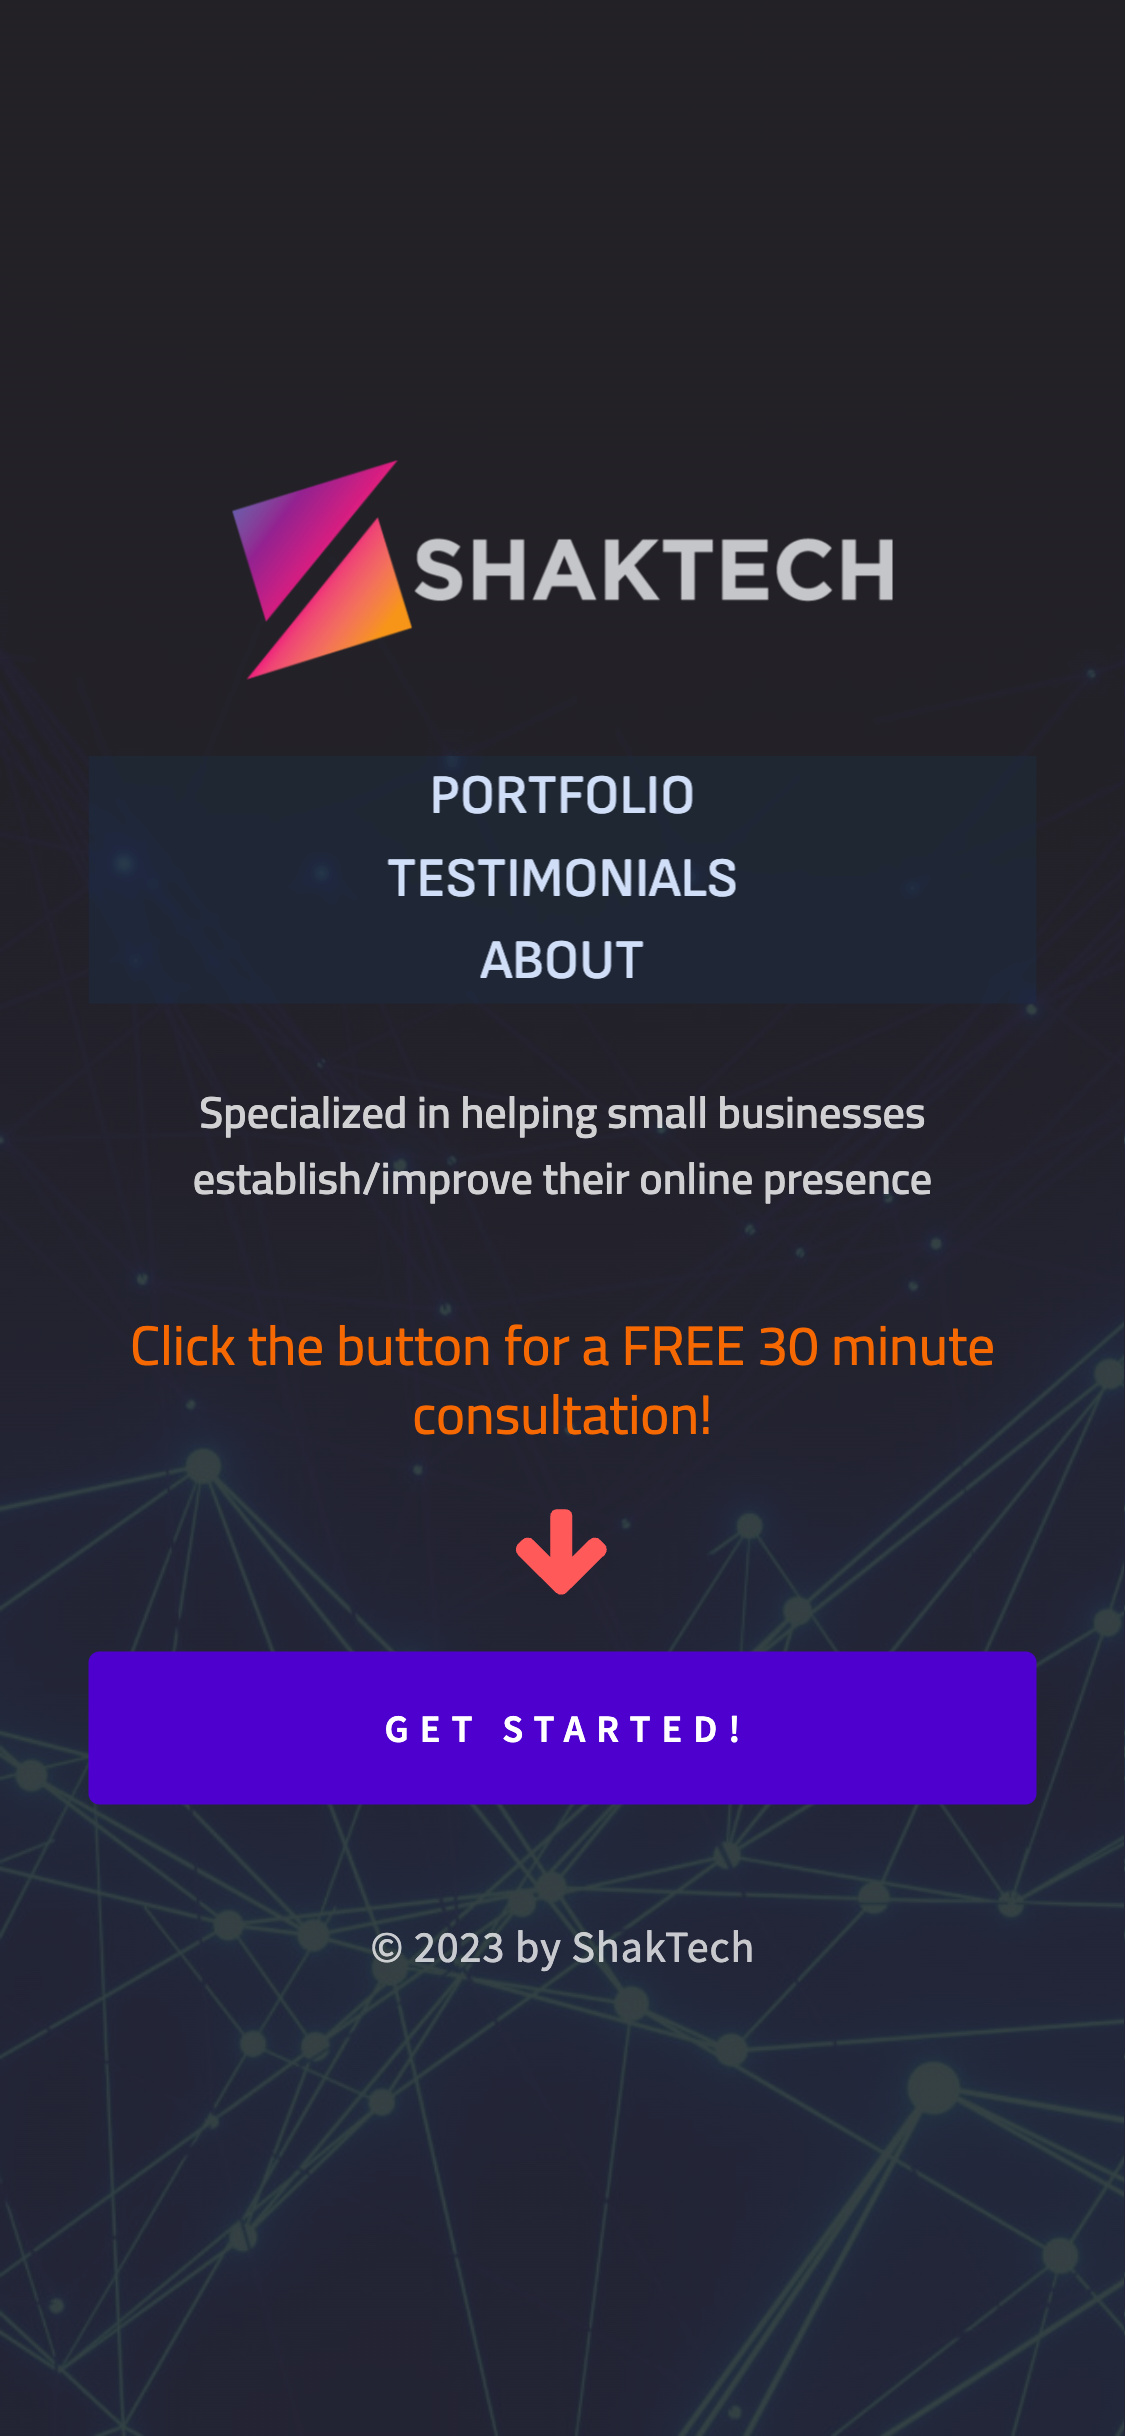 SHAKTECH
PORTFOLIO
TESTIMONIALS
ABOUT
Specialized in helping small businesses
establish/improve their online presence
Click the button for a FREE 30 minute
consultation!
GET STARTED!
© 2023 by ShakTech